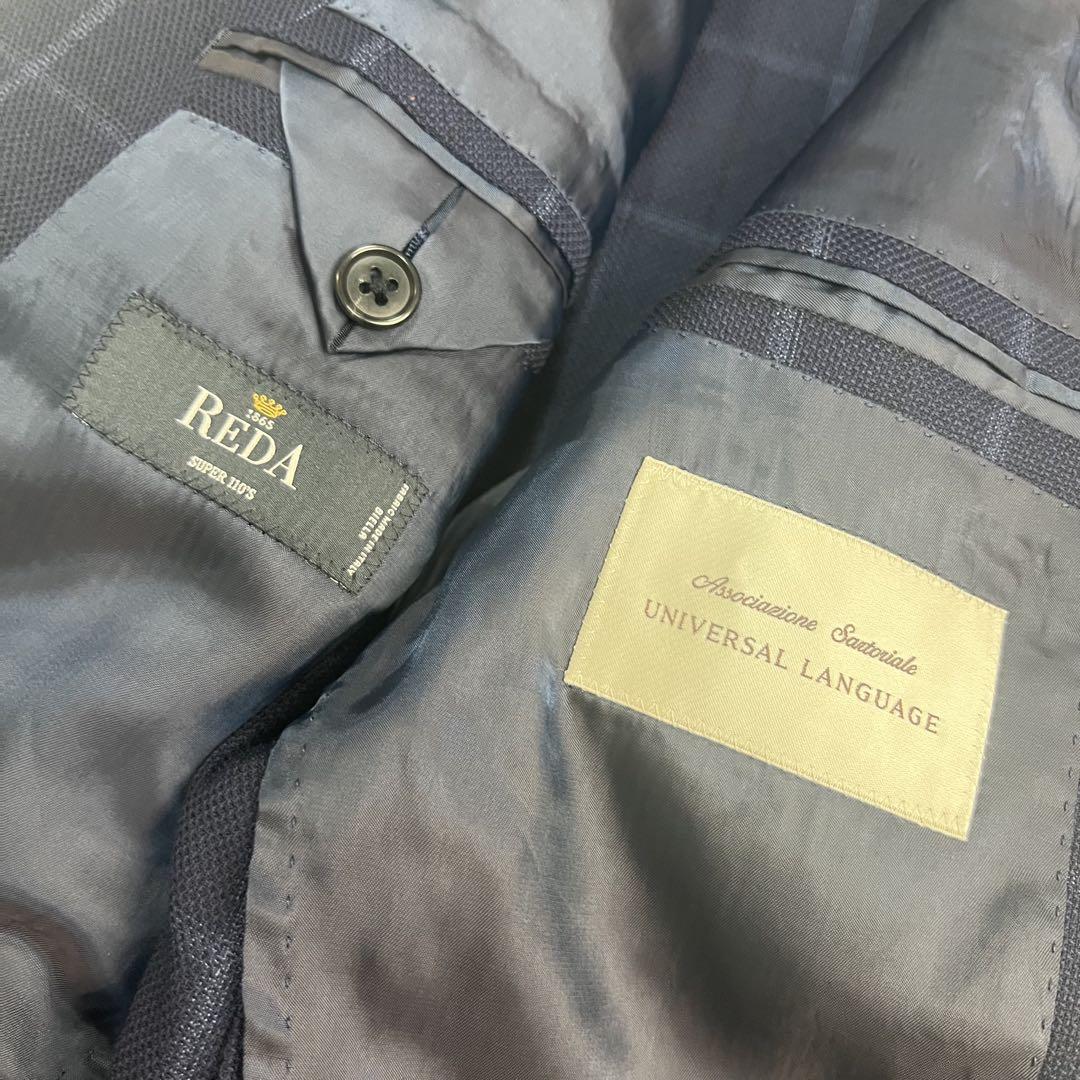 1865
REDA
SUPER 110'S
FABRIC MADE IN ITALY
BIELLA
Associazione Sartoriale
UNIVERSAL LANGUAGE